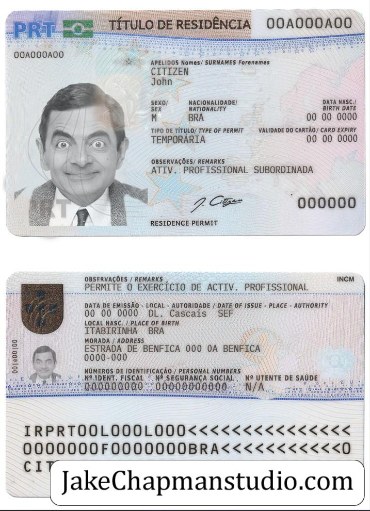 PRT TÍTULO DE RESIDÊNCIA 00A000A00
00A000A00
APELIDOS Nomes/ SURNAMES Forenames
CITIZEN
John
SEXO/ NACIONALIDADE/ DATA NASC./
SEX NATIONALITY BIRTH DATE
M BRA 00 00 0000
TIPO DE TÍTULO/ TYPE OF PERMIT VALIDADE DO CARTÃO/ CARD EXPIRY
TEMPORÁRIA 00 00 0000
OBSERVAÇÕES/ REMARKS
ATIV. PROFISSIONAL SUBORDINADA
PRT
RESIDENCE PERMIT
000000
OBSERVAÇÕES / REMARKS INCM
PERMITE O EXERCÍCIO DE ACTIV. PROFISSIONAL
DATA DE EMISSÃO - LOCAL - AUTORIDADE / DATE OF ISSUE - PLACE - AUTHORITY
00 00 0000 DL. Cascais SEF
LOCAL NASC. / PLACE OF BIRTH
ITABIRINHA BRA
MORADA / ADDRESS
ESTRADA DE BENFICA 000 0A BENFICA
0000-000
NÚMEROS DE IDENTIFICAÇÃO / PERSONAL NUMBERS
Nº IDENT. FISCAL Nº SEGURANÇA SOCIAL Nº UTENTE DE SAÚDE
000000000 00000000000 N/A
IRPRT00L000L000<<<<<<<<<<<<<<<
0000000F0000000BRA<<<<<<<<<<<0
CIT
JakeChapmanstudio.com